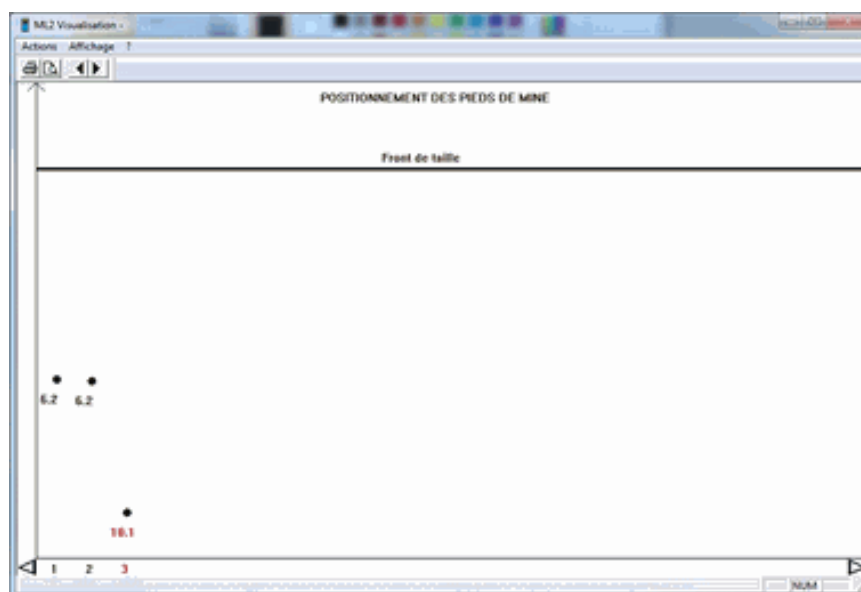 ML2 Visualisation -
Actions Affichage ?
POSITIONNEMENT DES PIEDS DE MINE
Front de taille
6.2 6.2
10.1
1 2 3
NUM